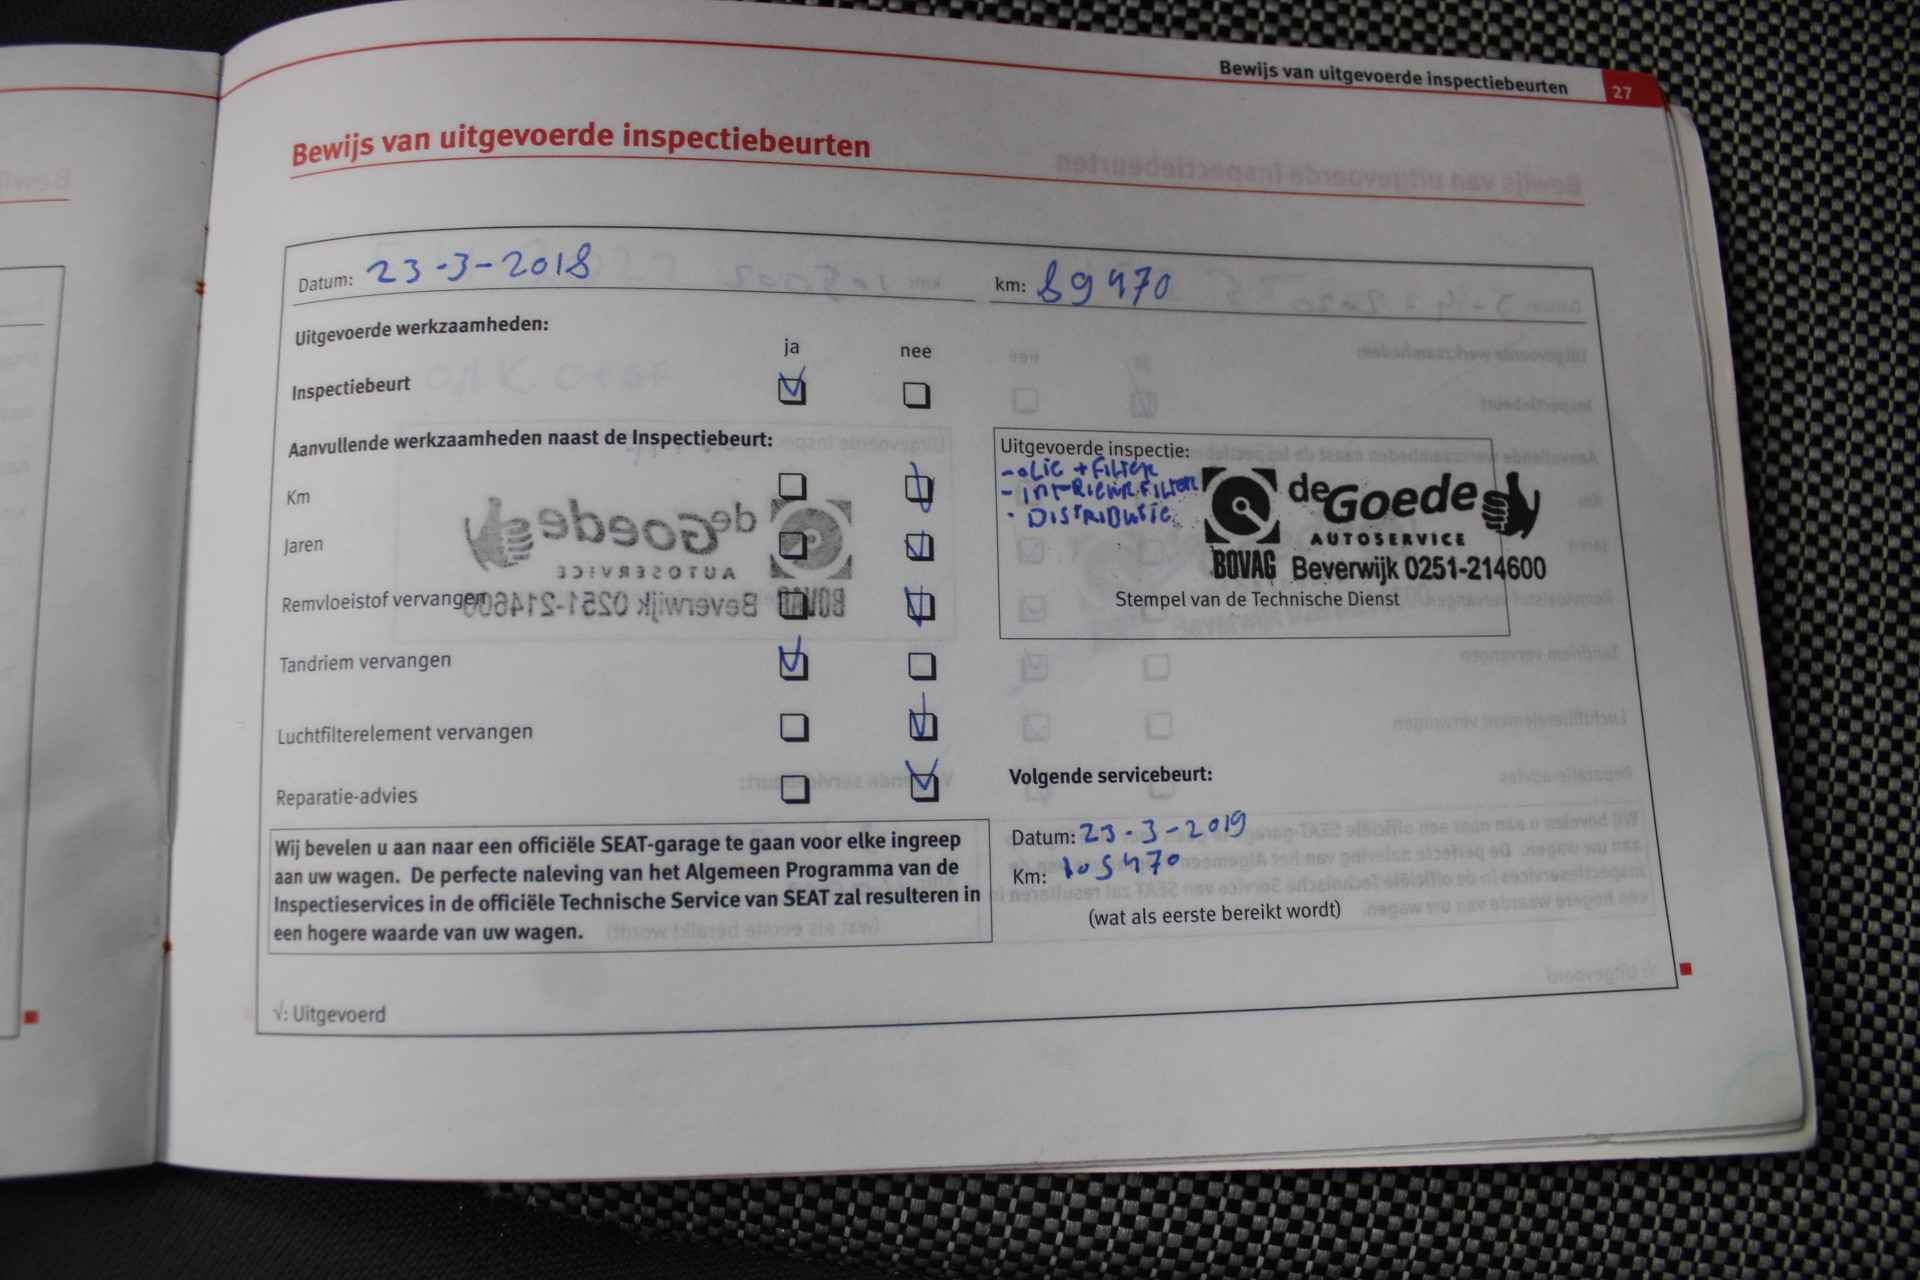 Bewijs van uitgevoerde inspectiebeurten 27
Bewijs van uitgevoerde inspectiebeurten
Datum: 23-3-2018 km: 89470
Uitgevoerde werkzaamheden:
ja nee
Inspectiebeurt
Aanvullende werkzaamheden naast de Inspectiebeurt:
Km
Jaren
Remvloeistof vervangen
Tandriem vervangen
Luchtfilterelement vervangen
Reparatie-advies
Uitgevoerde inspectie:
- OLIE + FILTER
- INTERIEUR FILTER
- DISTRIBUTIE
deGoede
AUTOSERVICE
BOVAG Beverwijk 0251-214600
Stempel van de Technische Dienst
Volgende servicebeurt:
Datum: 23-3-2019
Km: 105470
(wat als eerste bereikt wordt)
Wij bevelen u aan naar een officiële SEAT-garage te gaan voor elke ingreep
aan uw wagen. De perfecte naleving van het Algemeen Programma van de
Inspectieservices in de officiële Technische Service van SEAT zal resulteren in
een hogere waarde van uw wagen.
√: Uitgevoerd